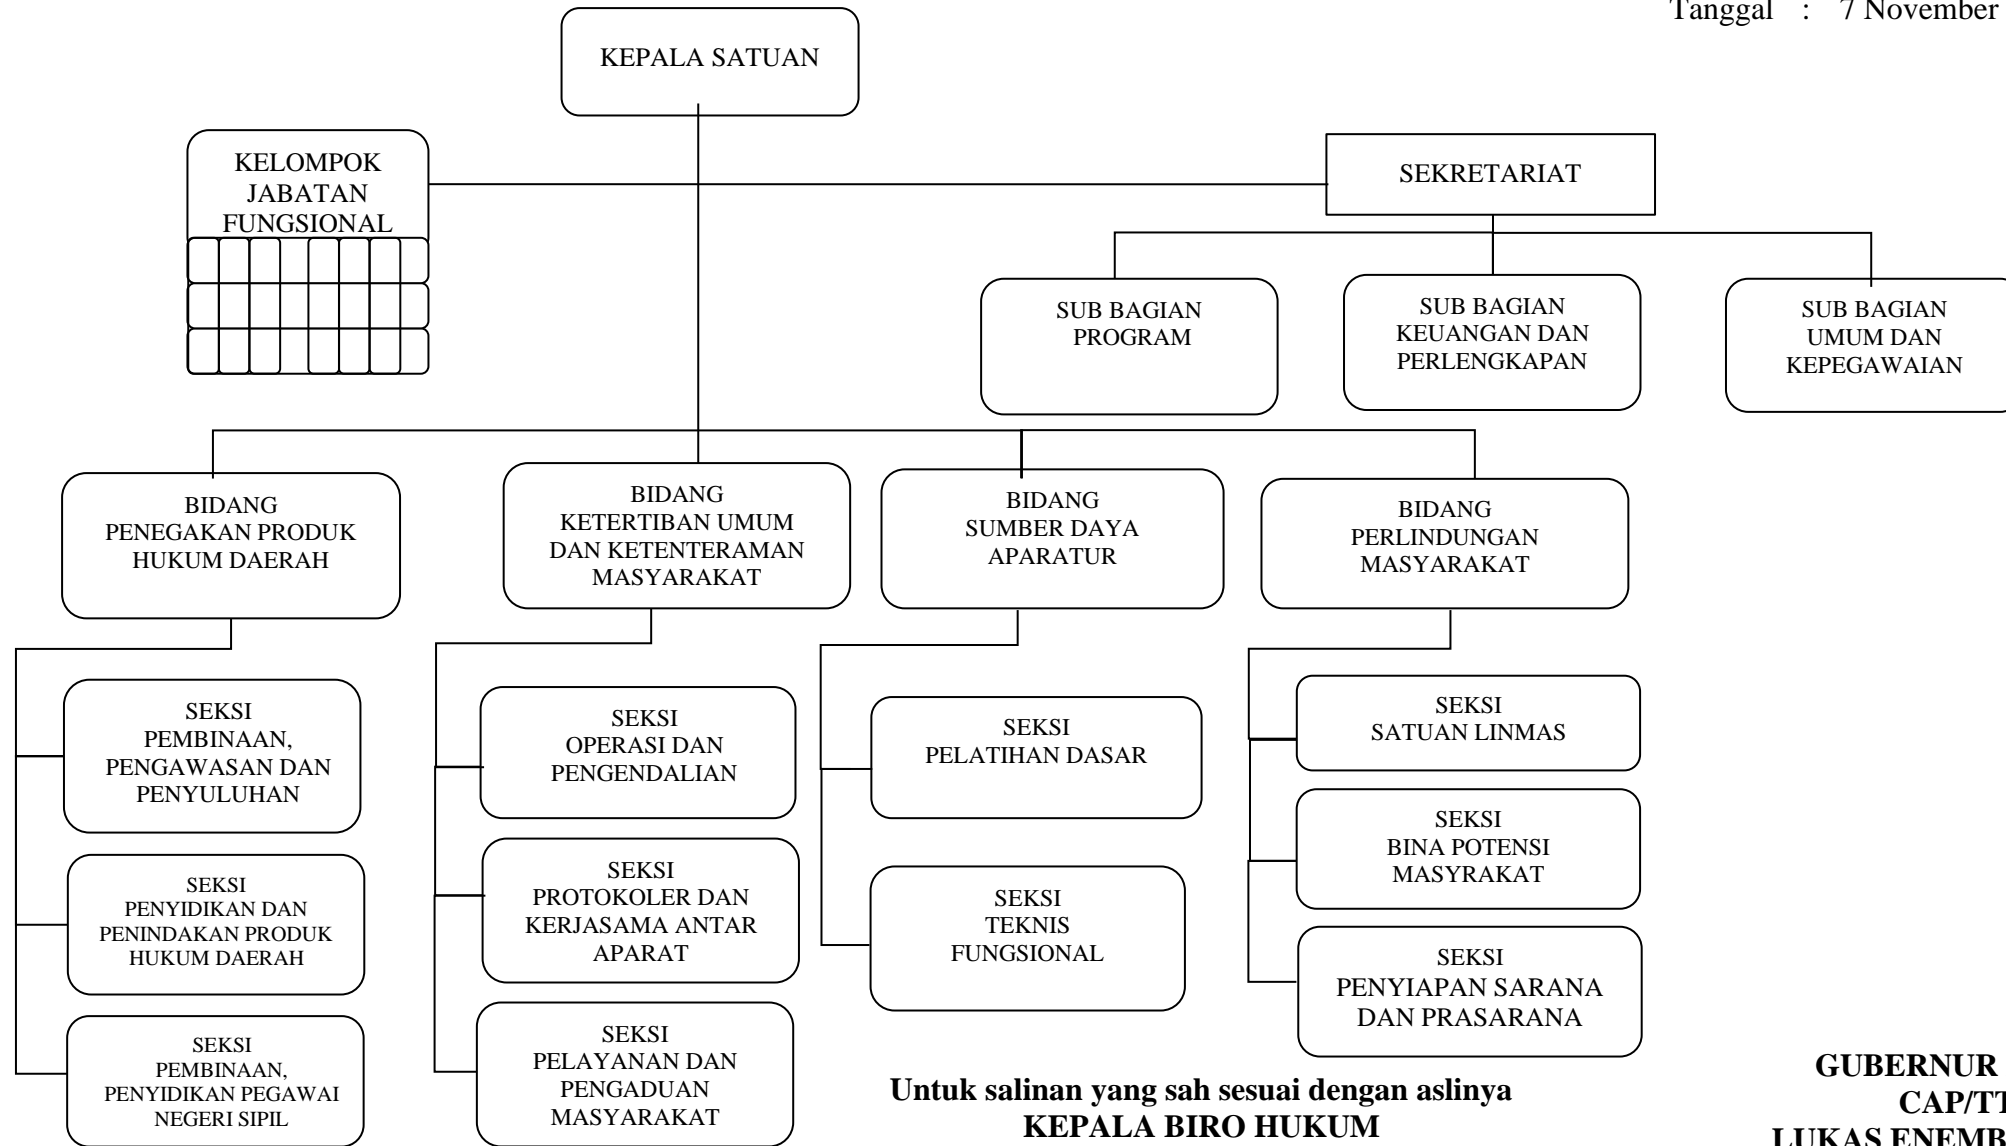 Tanggal : 7 November
KEPALA SATUAN
KELOMPOK
JABATAN
FUNGSIONAL
SEKRETARIAT
SUB BAGIAN
PROGRAM
SUB BAGIAN
KEUANGAN DAN
PERLENGKAPAN
SUB BAGIAN
UMUM DAN
KEPEGAWAIAN
BIDANG
PENEGAKAN PRODUK
HUKUM DAERAH
BIDANG
KETERTIBAN UMUM
DAN KETENTERAMAN
MASYARAKAT
BIDANG
SUMBER DAYA
APARATUR
BIDANG
PERLINDUNGAN
MASYARAKAT
SEKSI
PEMBINAAN,
PENGAWASAN DAN
PENYULUHAN
SEKSI
PENYIDIKAN DAN
PENINDAKAN PRODUK
HUKUM DAERAH
SEKSI
PEMBINAAN,
PENYIDIKAN PEGAWAI
NEGERI SIPIL
SEKSI
OPERASI DAN
PENGENDALIAN
SEKSI
PROTOKOLER DAN
KERJASAMA ANTAR
APARAT
SEKSI
PELAYANAN DAN
PENGADUAN
MASYARAKAT
SEKSI
PELATIHAN DASAR
SEKSI
TEKNIS
FUNGSIONAL
SEKSI
SATUAN LINMAS
SEKSI
BINA POTENSI
MASYRAKAT
SEKSI
PENYIAPAN SARANA
DAN PRASARANA
Untuk salinan yang sah sesuai dengan aslinya
KEPALA BIRO HUKUM
GUBERNUR
CAP/TT
LUKAS ENEMB